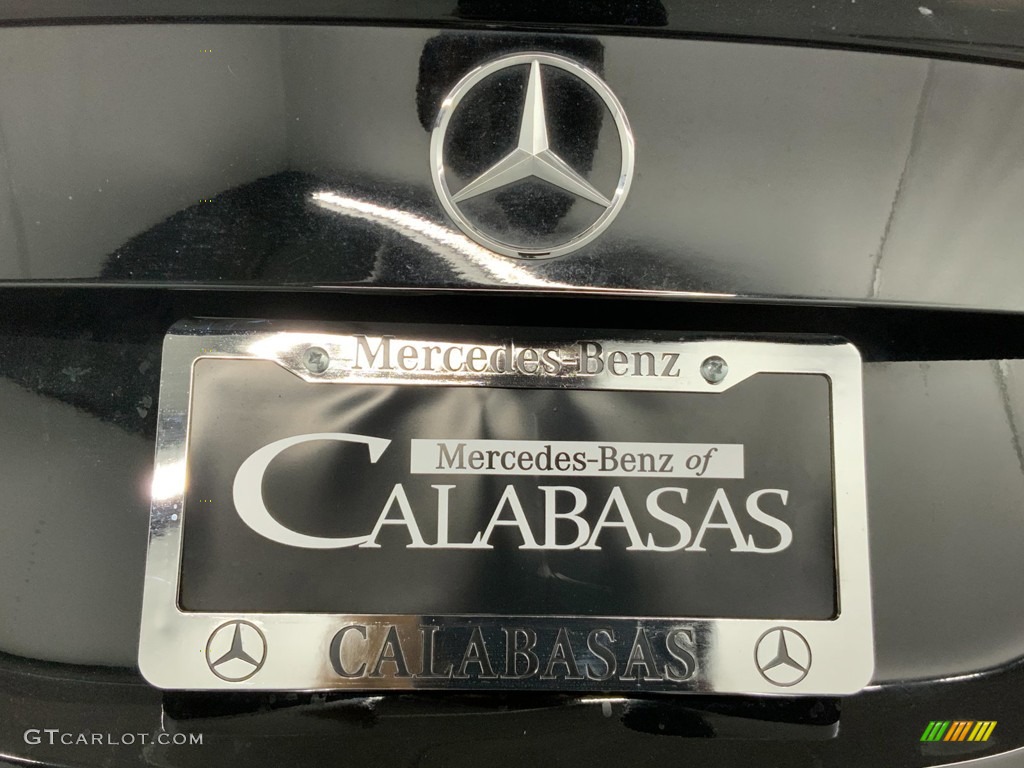 Mercedes-Benz
Mercedes-Benz of
CALABASAS
CALABASAS
GTCARLOT.COM